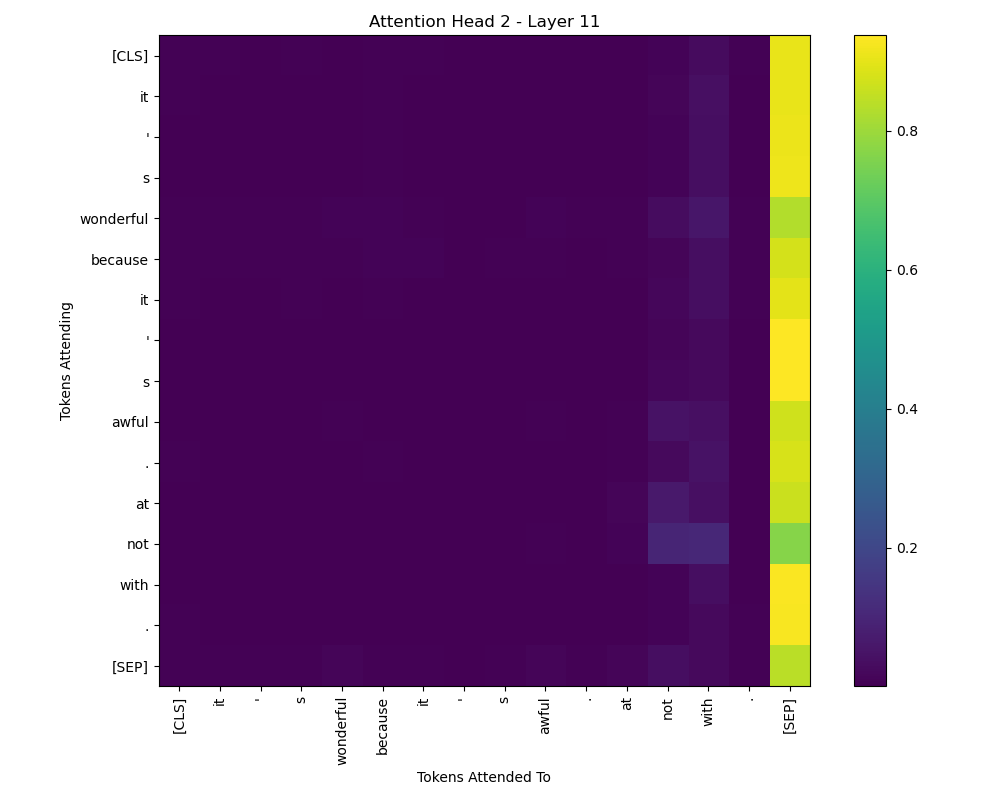 Attention Head 2 - Layer 11
[CLS]
it
'
s
wonderful
because
it
'
s
awful
.
at
not
with
.
[SEP]
Tokens Attending
[CLS]
it
'
s
wonderful
because
it
'
s
awful
.
at
not
with
.
[SEP]
Tokens Attended To
0.8
0.6
0.4
0.2